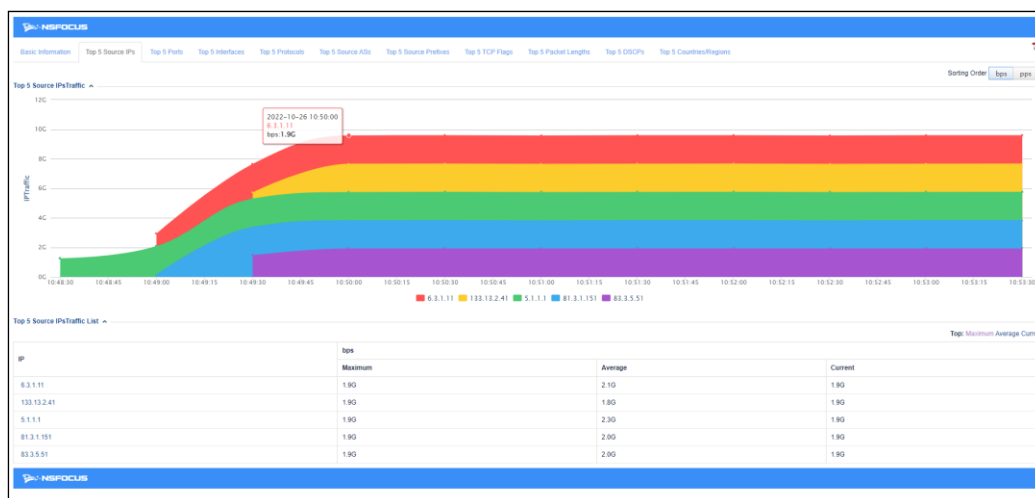 NSFOCUS
Basic Information Top 5 Source IPs Top 5 Ports Top 5 Interfaces Top 5 Protocols Top 5 Source ASs Top 5 Source Prefixes Top 5 TCP Flags Top 5 Packet Lengths Top 5 DSCPs Top 5 Countries/Regions
Sorting Order bps pps
Top 5 Source IPsTraffic
12G
10G
8G
6G
4G
2G
0G
IPTraffic
2022-10-26 10:50:00
6.3.1.11
bps:1.9G
10:48:30 10:48:45 10:49:00 10:49:15 10:49:30 10:49:45 10:50:00 10:50:15 10:50:30 10:50:45 10:51:00 10:51:15 10:51:30 10:51:45 10:52:00 10:52:15 10:52:30 10:52:45 10:53:00 10:53:15 10:53:30
6.3.1.11 133.13.2.41 5.1.1.1 81.3.1.151 83.3.5.51
Top 5 Source IPsTraffic List
Top: Maximum Average Curr
IP bps
Maximum Average Current
6.3.1.11 1.9G 2.1G 1.9G
133.13.2.41 1.9G 1.8G 1.9G
5.1.1.1 1.9G 2.3G 1.9G
81.3.1.151 1.9G 2.0G 1.9G
83.3.5.51 1.9G 2.0G 1.9G
NSFOCUS